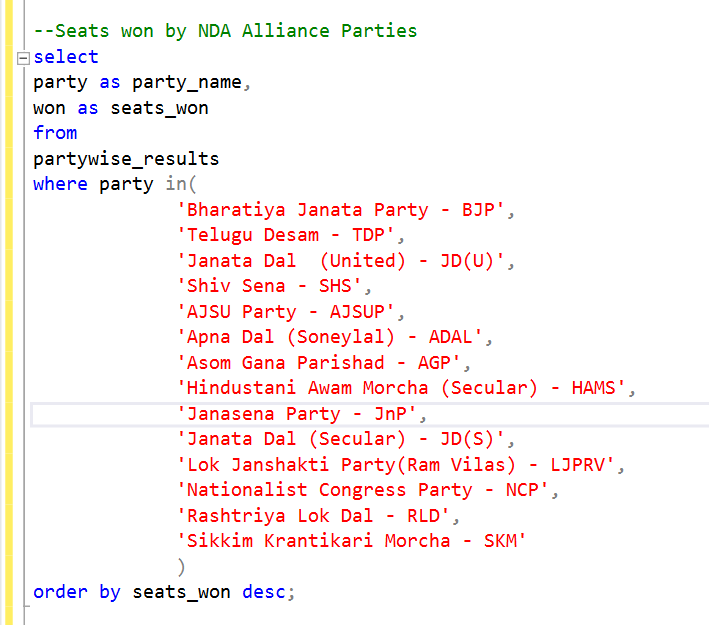 --Seats won by NDA Alliance Parties
select
party as party_name,
won as seats_won
from
partywise_results
where party in(
'Bharatiya Janata Party - BJP',
'Telugu Desam - TDP',
'Janata Dal  (United) - JD(U)',
'Shiv Sena - SHS',
'AJSU Party - AJSUP',
'Apna Dal (Soneylal) - ADAL',
'Asom Gana Parishad - AGP',
'Hindustani Awam Morcha (Secular) - HAMS',
'Janasena Party - JnP',
'Janata Dal (Secular) - JD(S)',
'Lok Janshakti Party(Ram Vilas) - LJPRV',
'Nationalist Congress Party - NCP',
'Rashtriya Lok Dal - RLD',
'Sikkim Krantikari Morcha - SKM'
)
order by seats_won desc;